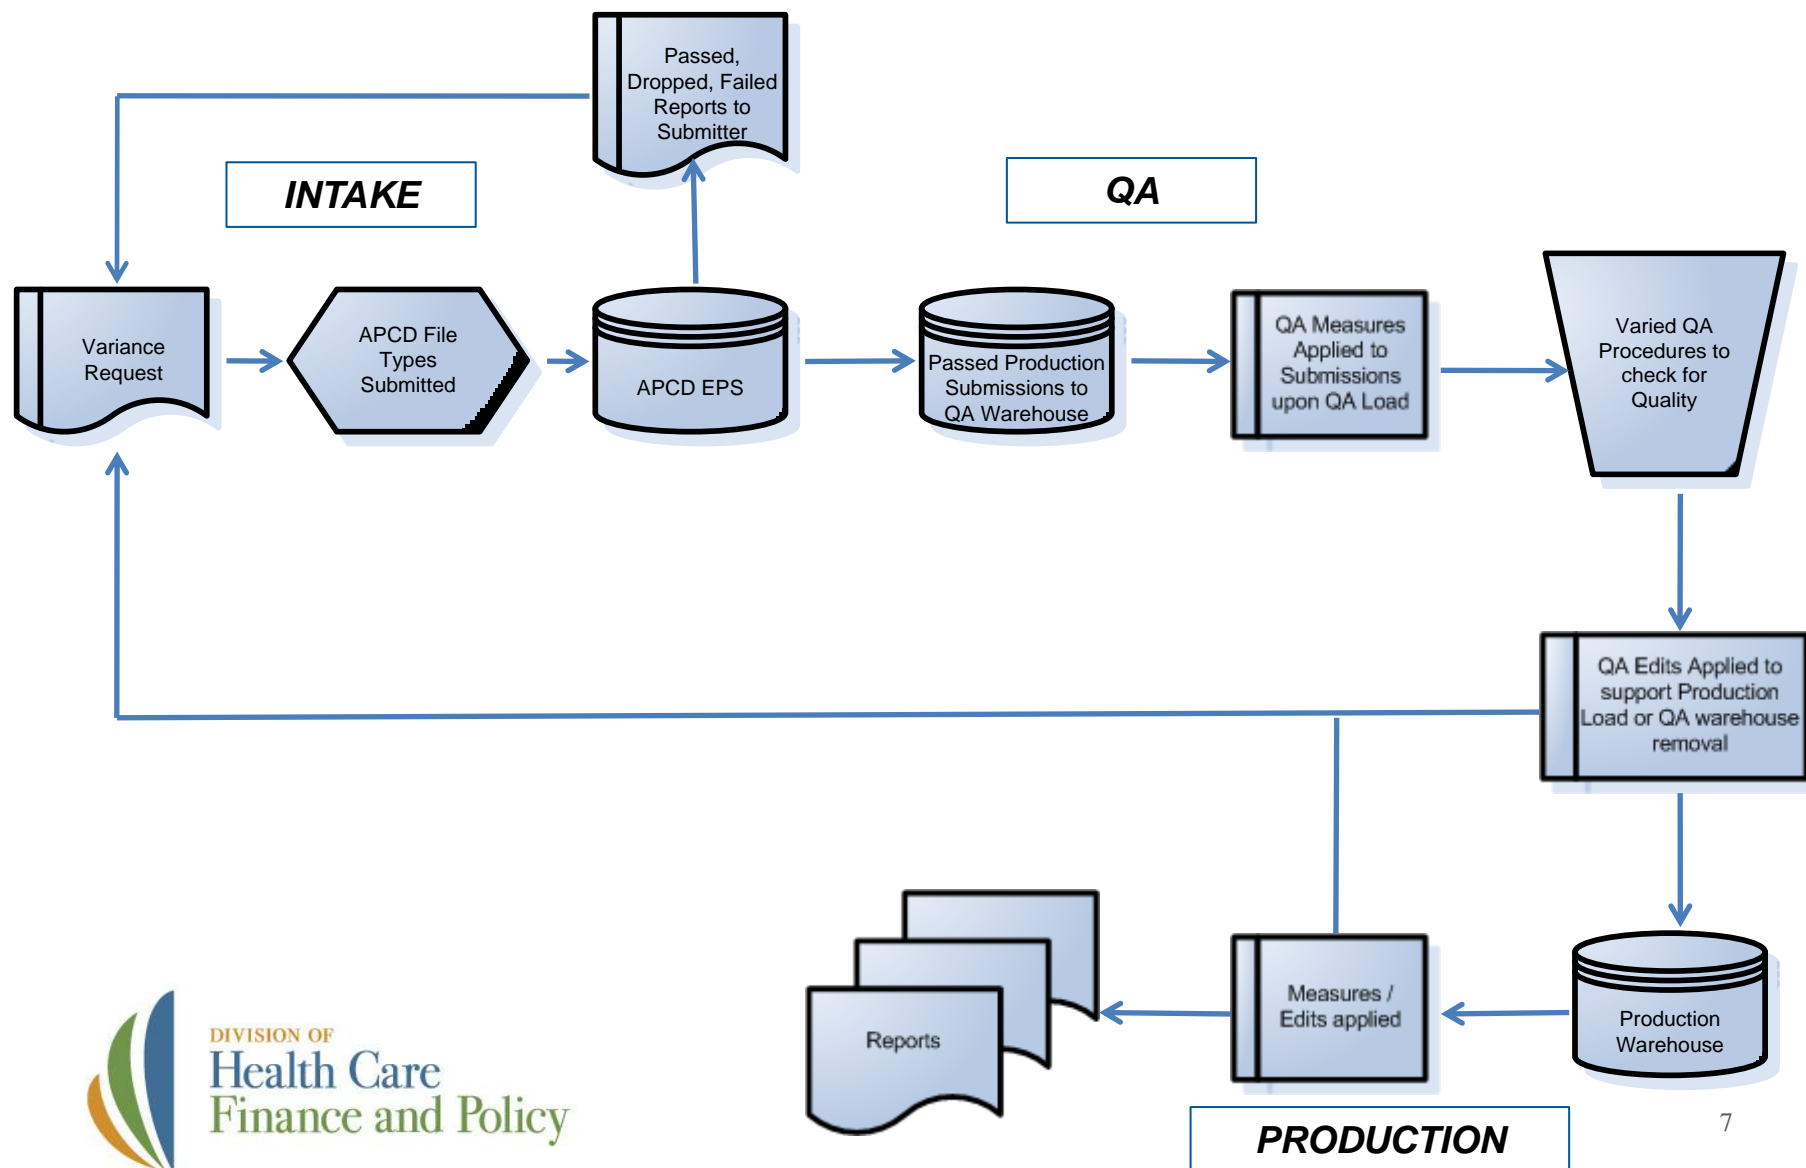 Passed,
Dropped, Failed
Reports to
Submitter
INTAKE
QA
Variance
Request
APCD File
Types
Submitted
APCD EPS
Passed Production
Submissions to
QA Warehouse
QA Measures
Applied to
Submissions
upon QA Load
Varied QA
Procedures to
check for
Quality
QA Edits Applied to
support Production
Load or QA warehouse
removal
Reports
Measures /
Edits applied
Production
Warehouse
DIVISION OF
Health Care
Finance and Policy
PRODUCTION
7